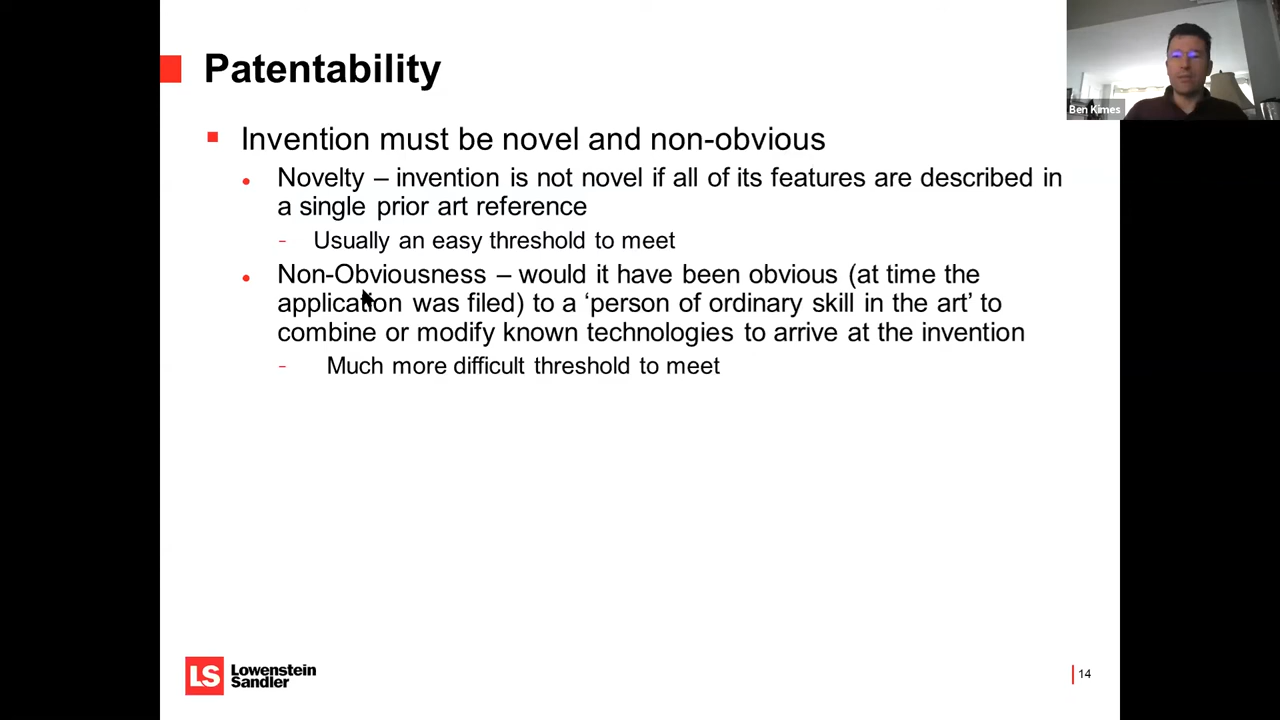 Patentability
Ben Kimes
Invention must be novel and non-obvious
Novelty – invention is not novel if all of its features are described in
a single prior art reference
- Usually an easy threshold to meet
Non-Obviousness – would it have been obvious (at time the
application was filed) to a ‘person of ordinary skill in the art’ to
combine or modify known technologies to arrive at the invention
- Much more difficult threshold to meet
LS
Lowenstein
Sandler
14